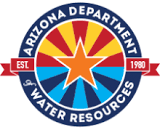 ARIZONA DEPARTMENT
EST. 1980
of
WATER RESOURCES